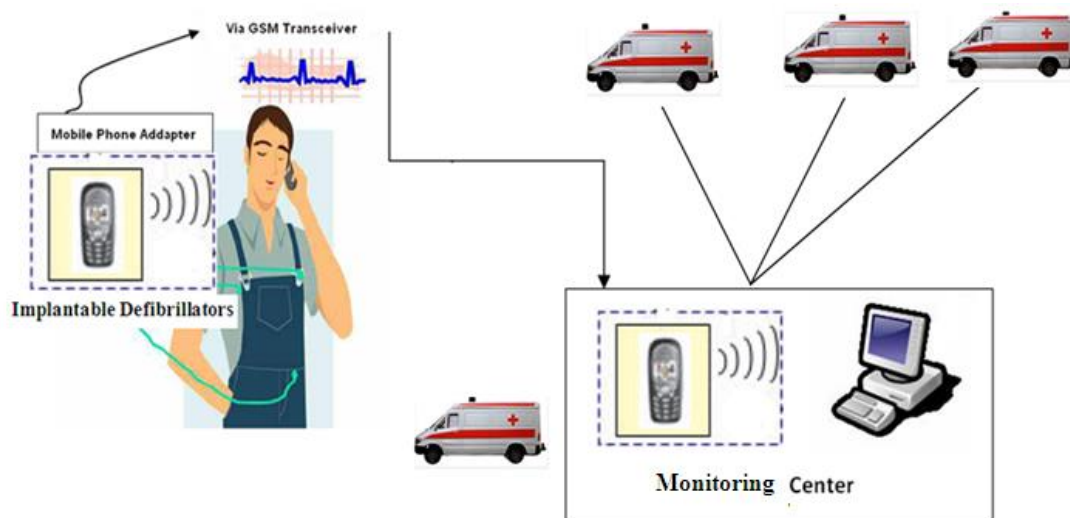 Via GSM Transceiver
Mobile Phone Addapter
Implantable Defibrillators
Monitoring Center